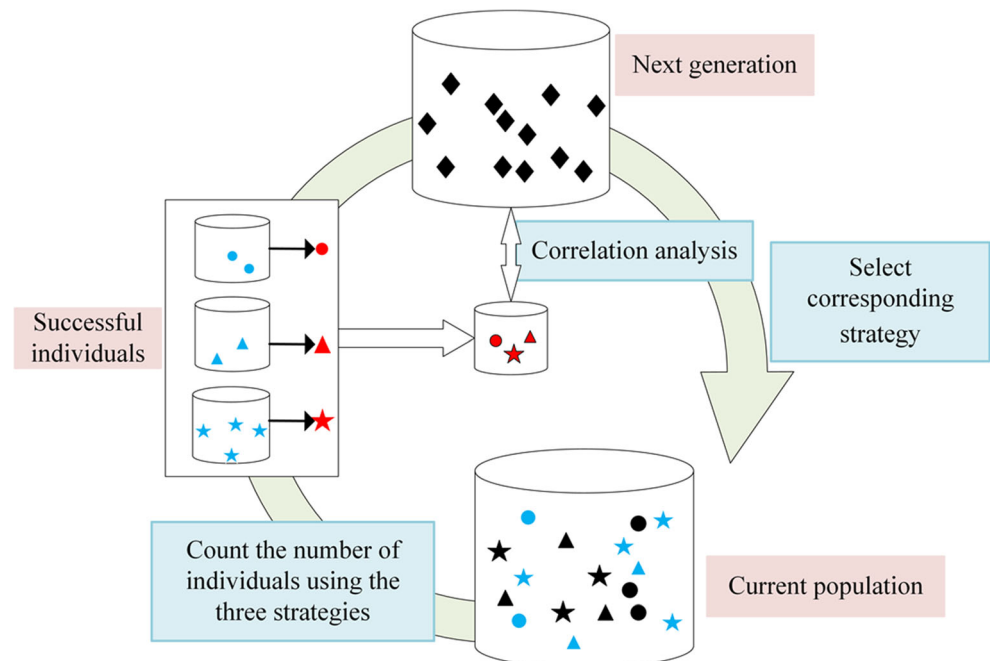 Next generation
Correlation analysis
Select
corresponding
strategy
Successful
individuals
Count the number of
individuals using the
three strategies
Current population